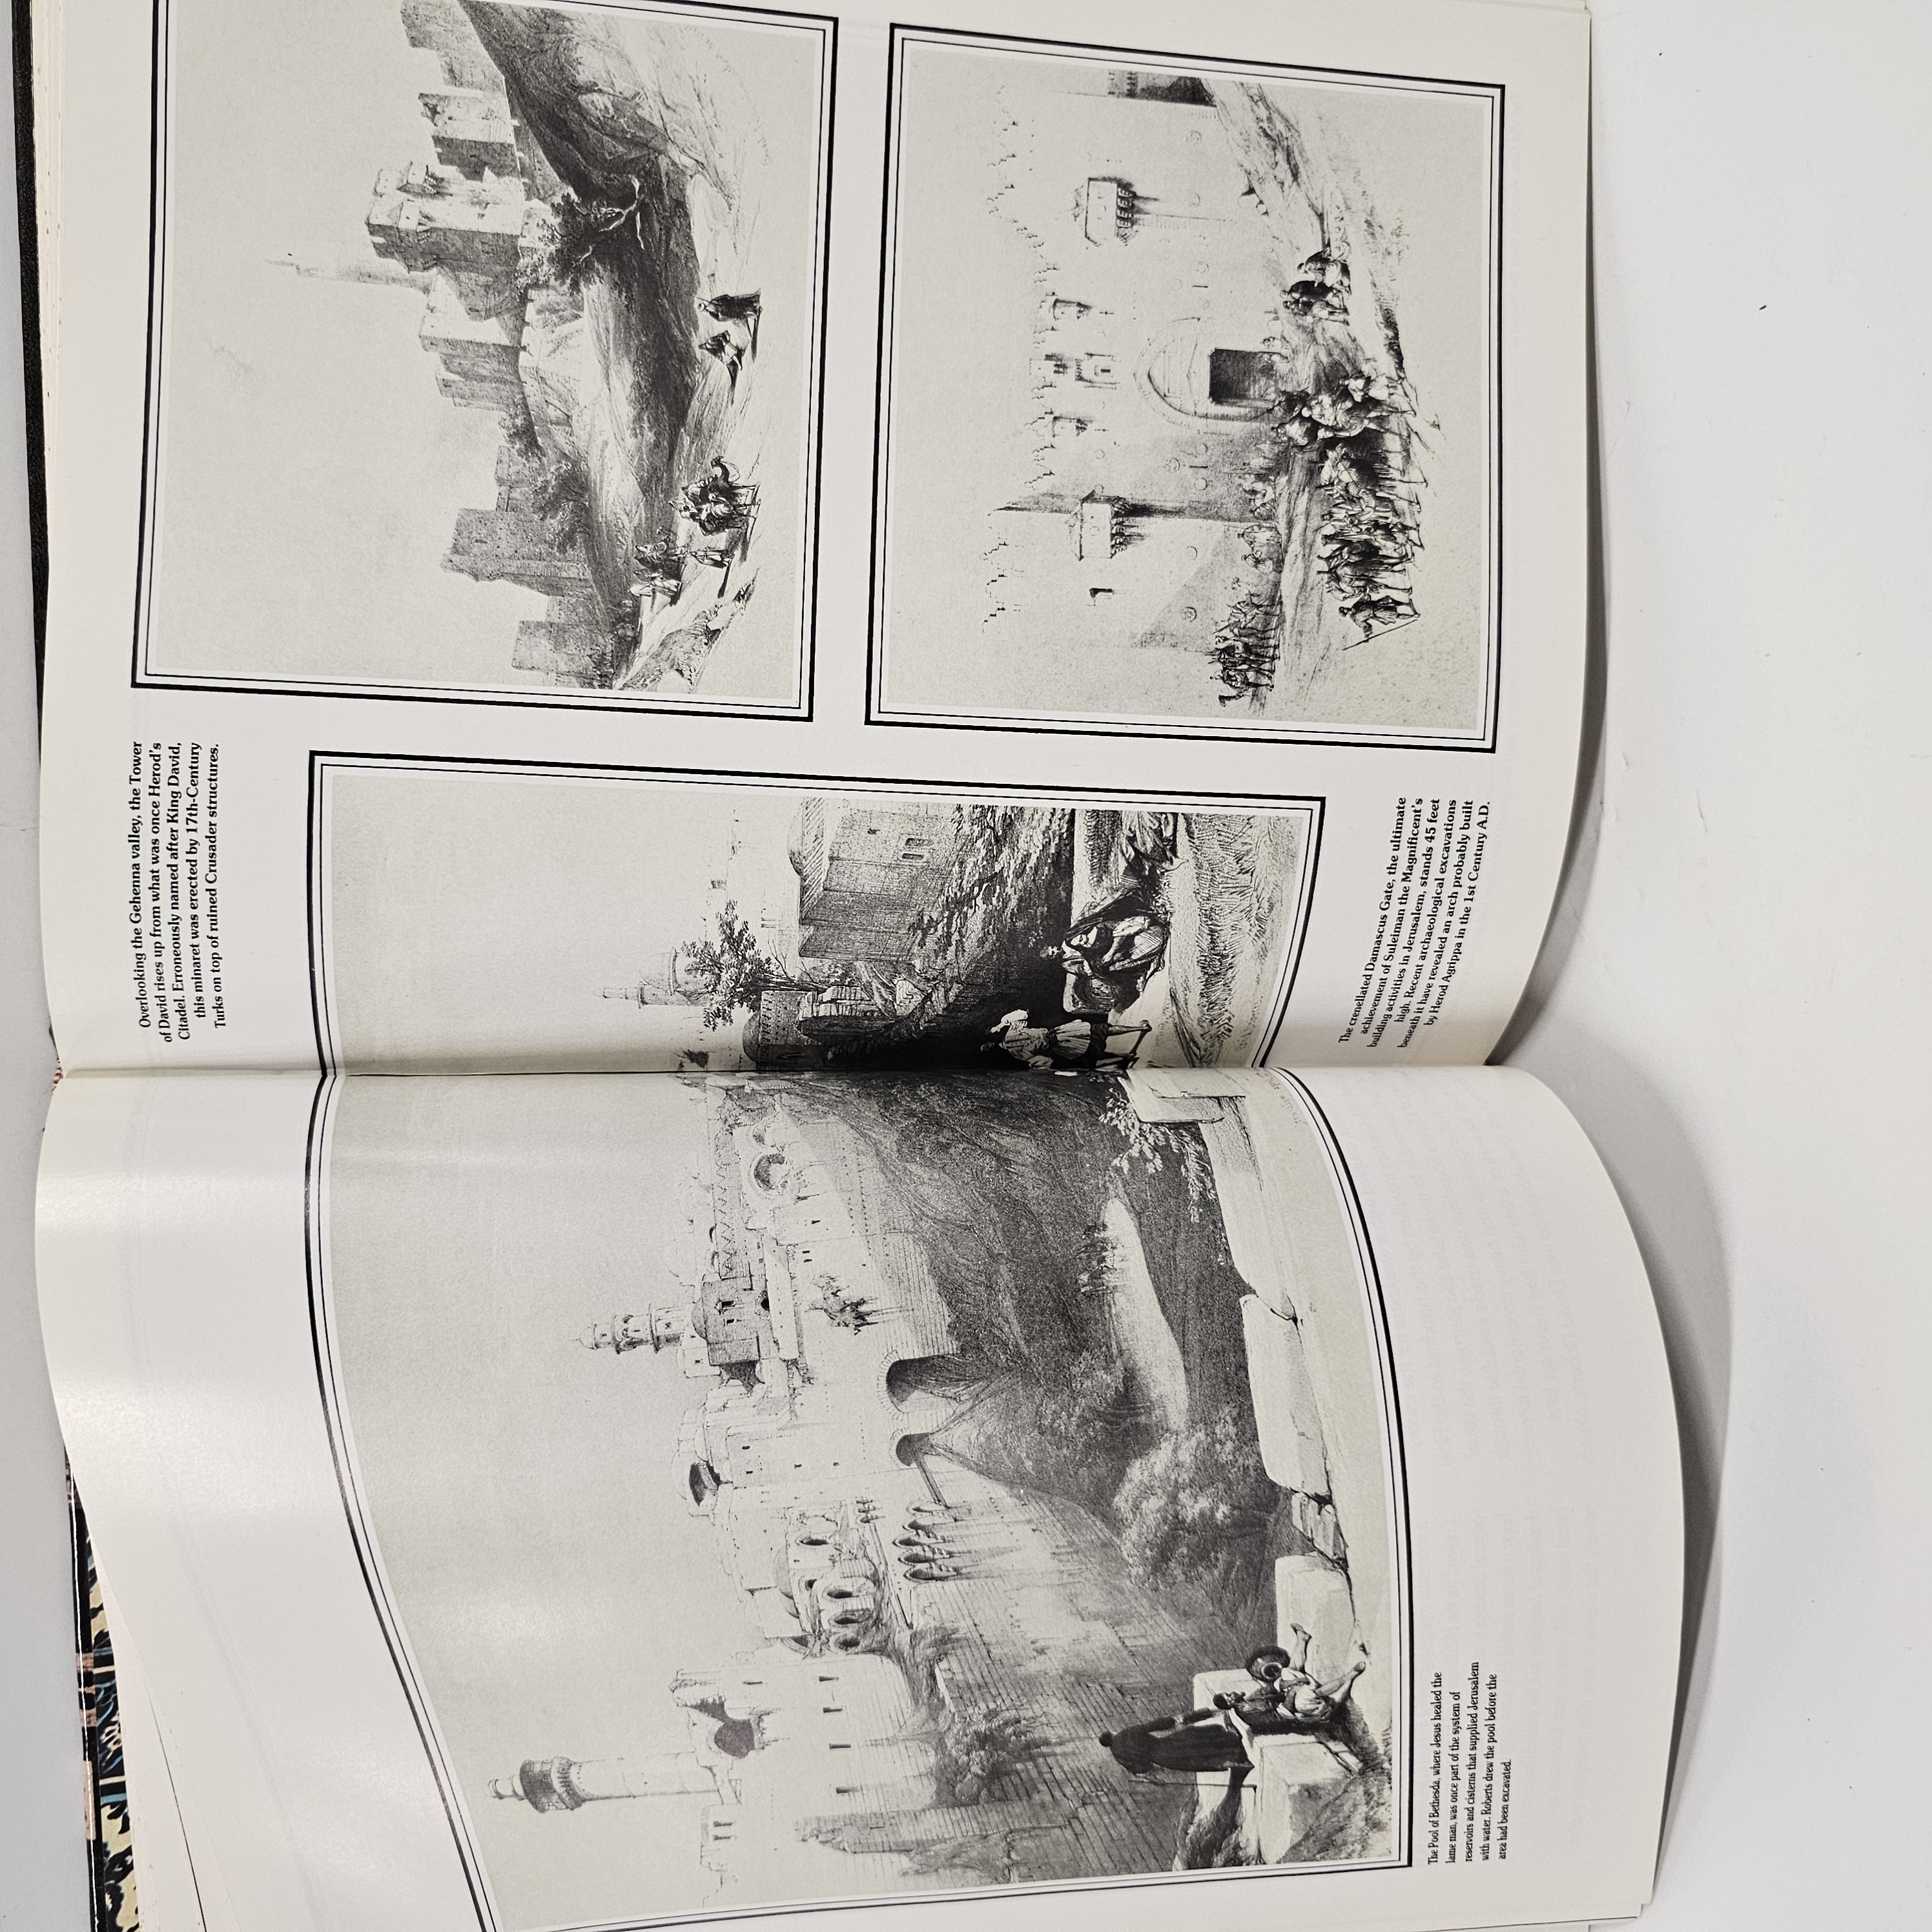 Overlooking the Gehenna valley, the Tower
of David rises up from what was once Herod's
Citadel. Erroneously named after King David,
this minaret was erected by 17th-Century
Turks on top of ruined Crusader structures.
The Pool of Bethesda, where Jesus healed the
lame man, was once part of the system of
reservoirs and cisterns that supplied Jerusalem
with water. Roberts drew the pool before the
area had been excavated.
The crenellated Damascus Gate, the ultimate
achievement of Suleiman the Magnificent's
building activities in Jerusalem, stands 45 feet
high. Recent archaeological excavations
beneath it have revealed an arch probably built
by Herod Agrippa in the 1st Century A.D.